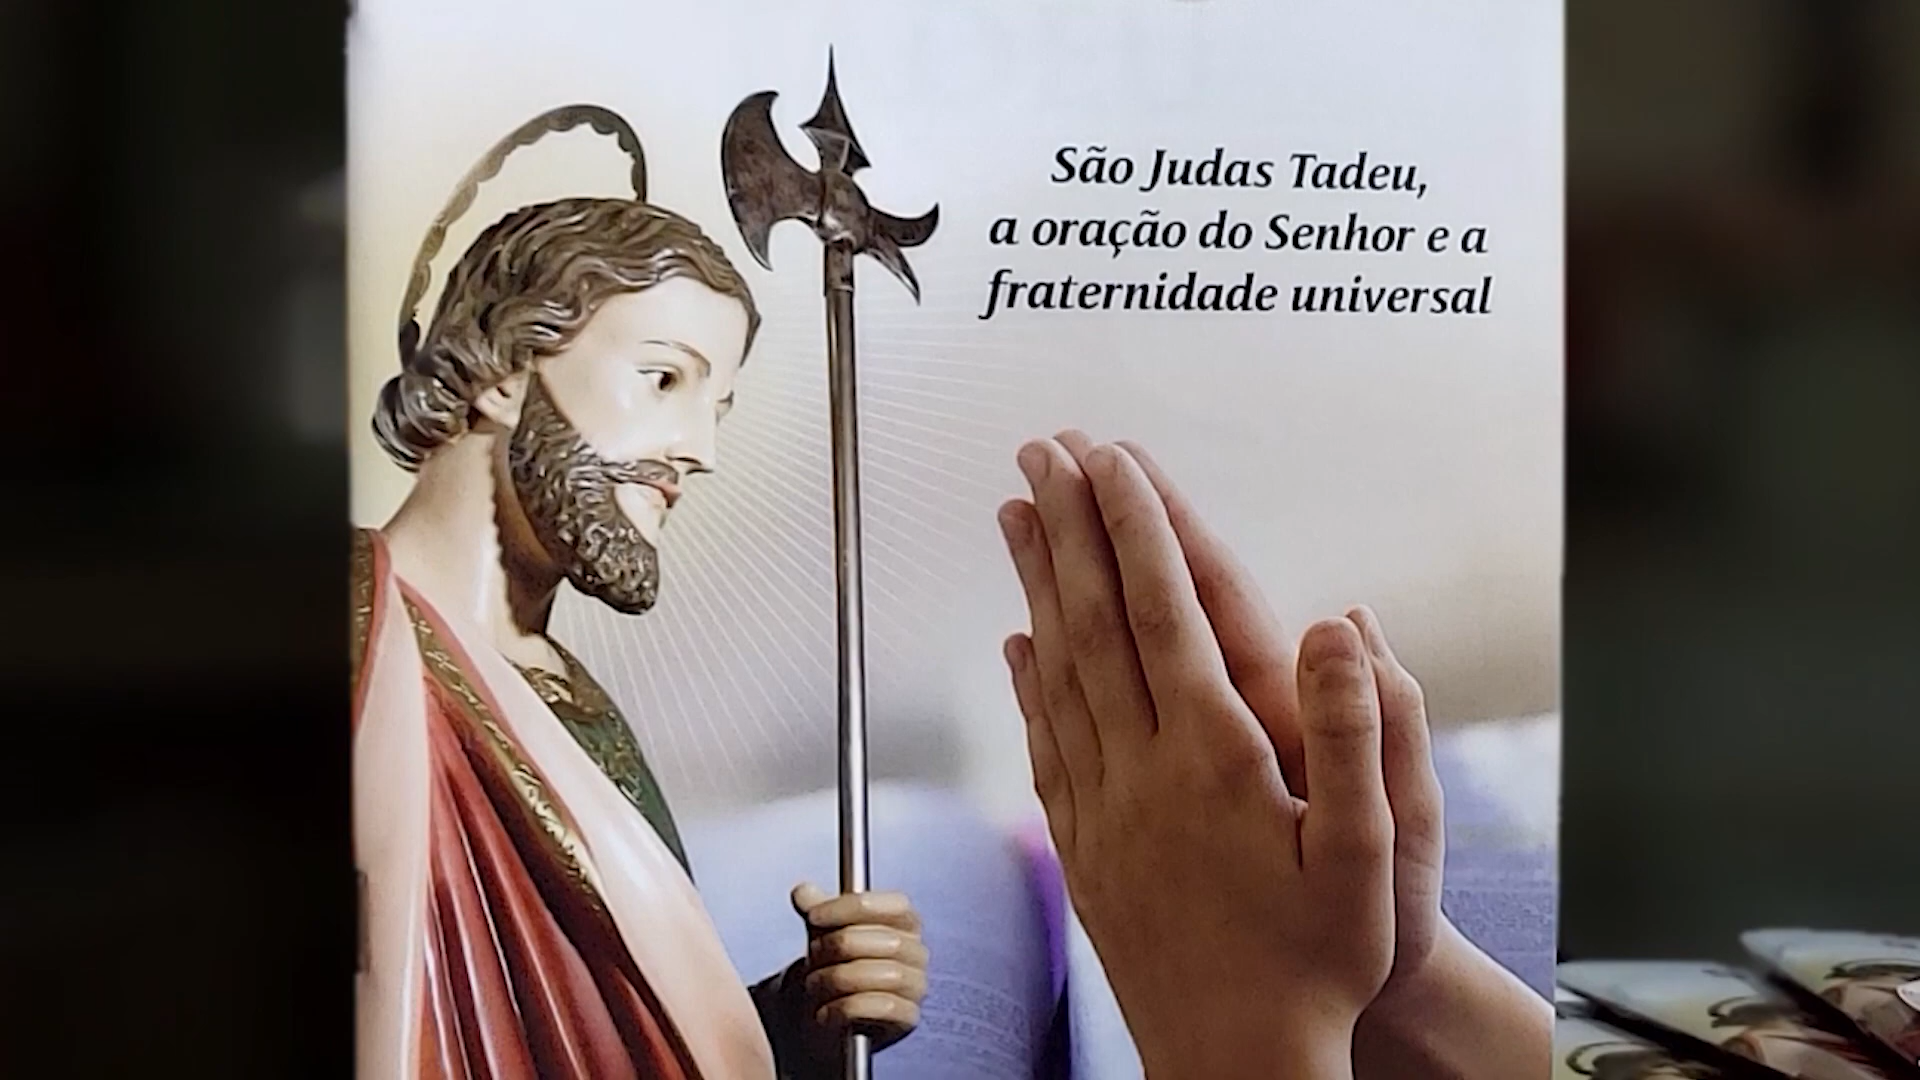 São Judas Tadeu,
a oração do Senhor e a
fraternidade universal